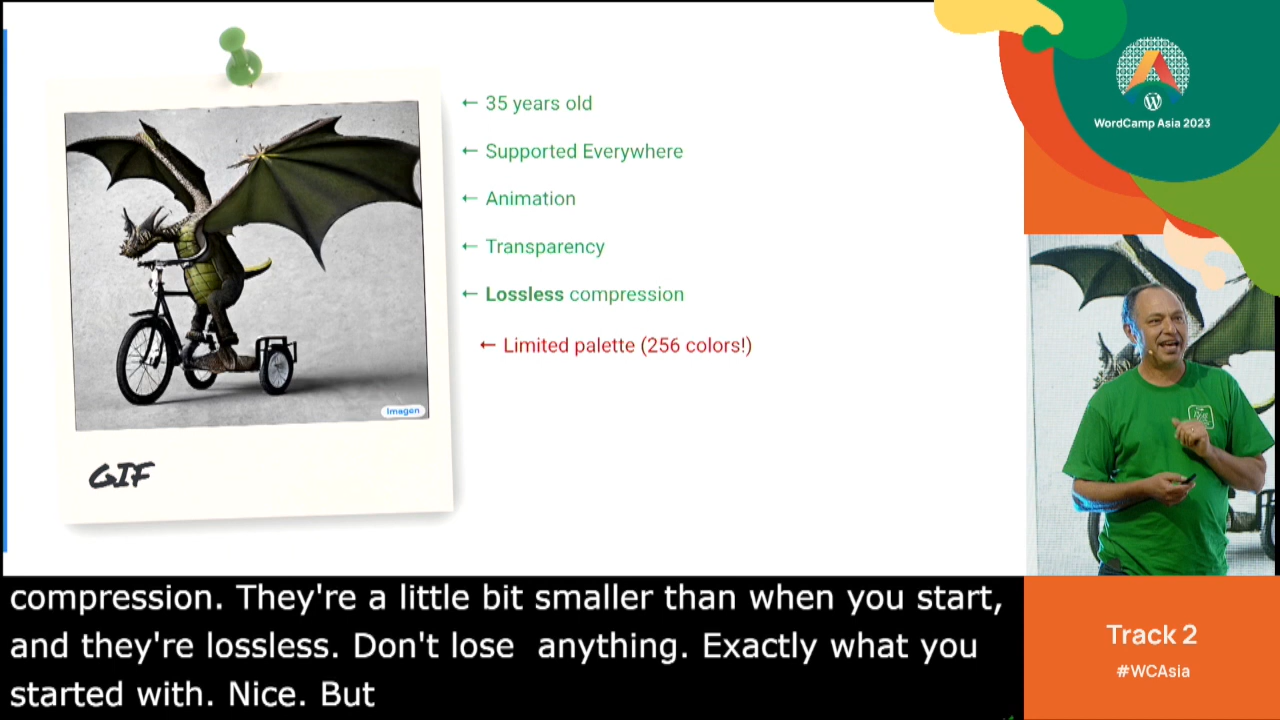 ← 35 years old
← Supported Everywhere
← Animation
← Transparency
← Lossless compression
← Limited palette (256 colors!)
Imagen
GIF
WordCamp Asia 2023
compression. They're a little bit smaller than when you start,
and they're lossless. Don't lose anything. Exactly what you
started with. Nice. But
Track 2
#WCAsia